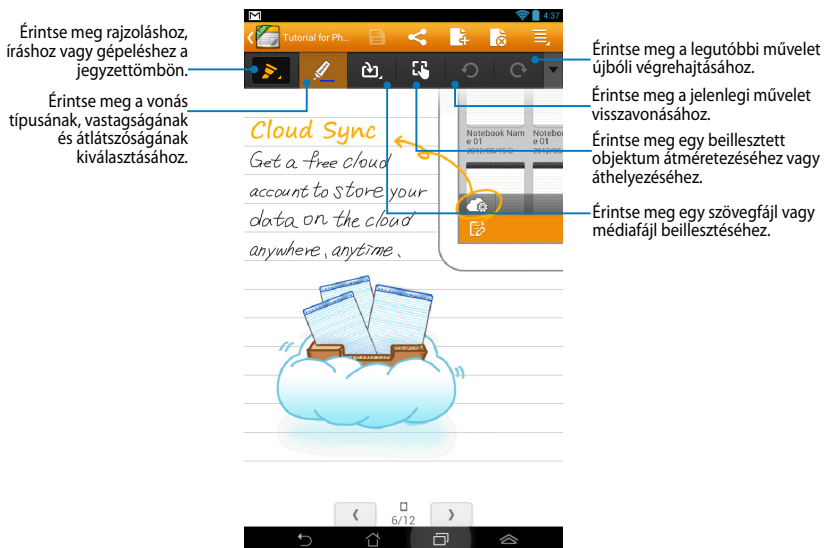 Érintse meg rajzoláshoz,
íráshoz vagy gépeléshez a
jegyzettömbön.
Érintse meg a vonás
típusának, vastagságának
és átlátszóságának
kiválasztásához.
4:37
Tutorial for Ph...
Cloud Sync
Get a free cloud
account to store your
data on the cloud
anywhere, anytime.
Notebook Nam
e 01
Notebo
e 01
6/12
Érintse meg a legutóbbi művelet
újbóli végrehajtásához.
Érintse meg a jelenlegi művelet
visszavonásához.
Érintse meg egy beillesztett
objektum átméretezéséhez vagy
áthelyezéséhez.
Érintse meg egy szövegfájl vagy
médiafájl beillesztéséhez.